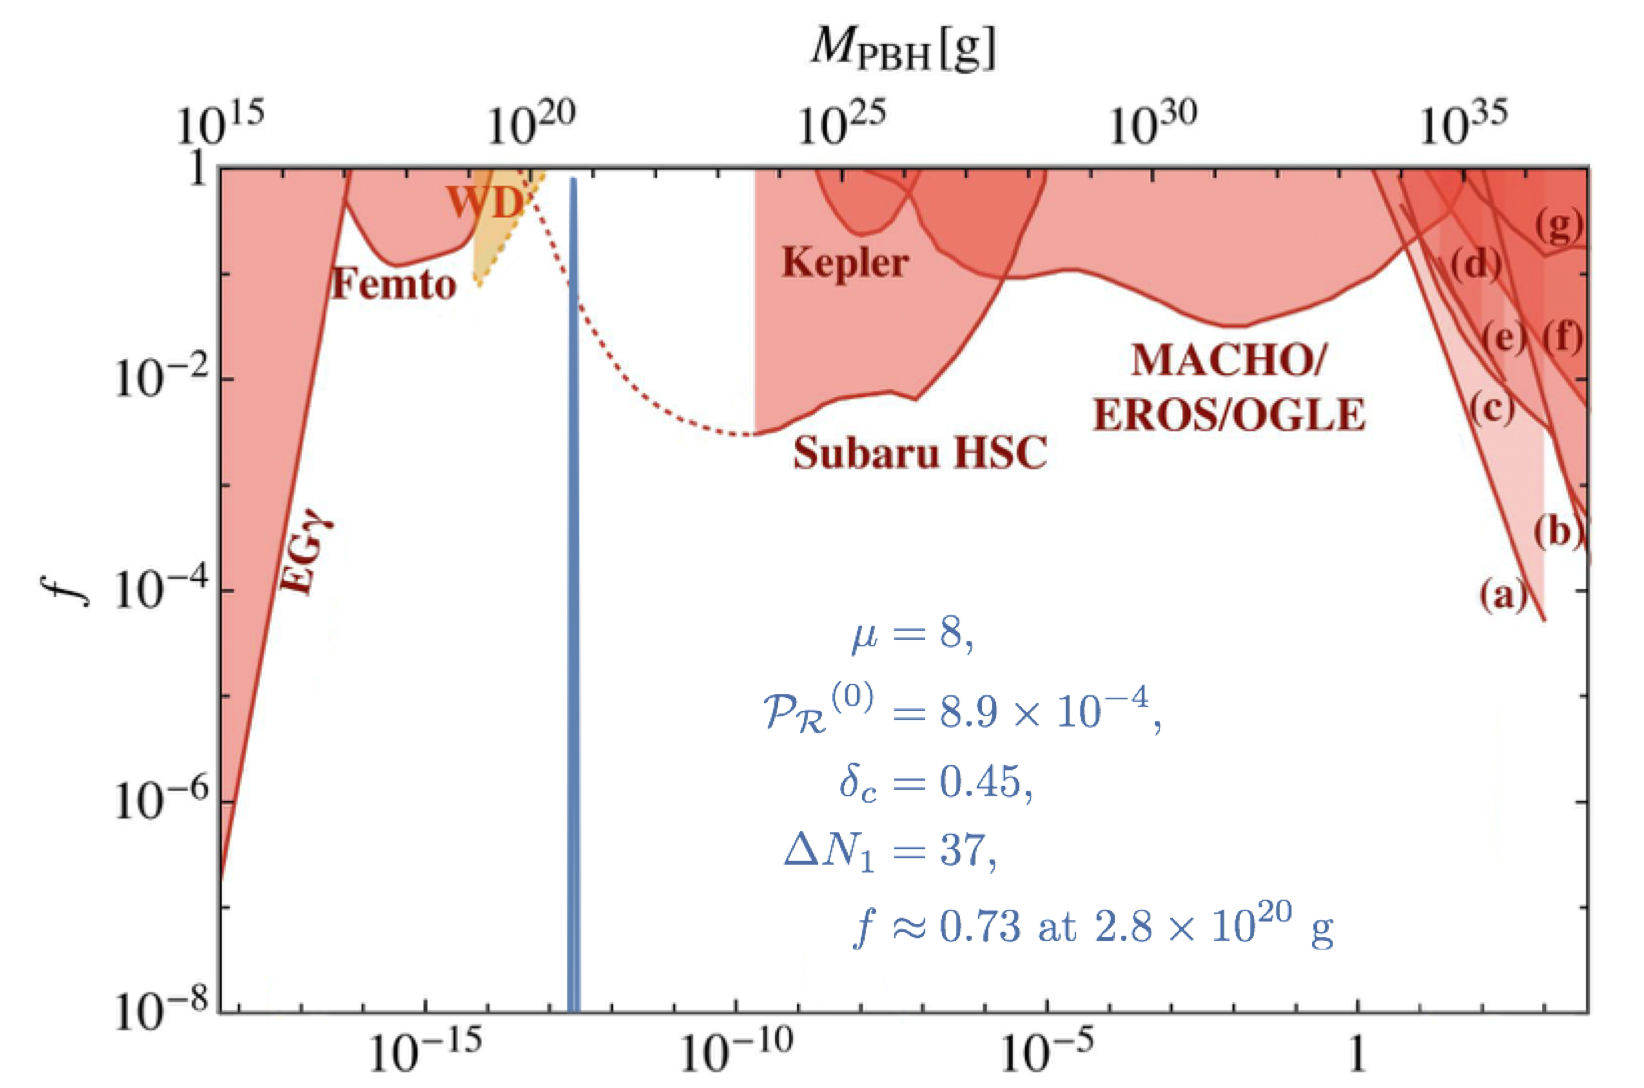 M_PBH [g]
10^15 10^20 10^25 10^30 10^35
1
WD
(g)
Kepler
(d)
Femto
(e) (f)
MACHO/
10^−2
EROS/OGLE
(c)
Subaru HSC
EGγ
(b)
f
10^−4
(a)
μ = 8,
𝒫_ℛ^(0) = 8.9 × 10^−4,
δ_c = 0.45,
10^−6
ΔN_1 = 37,
f ≈ 0.73 at 2.8 × 10^20 g
10^−8
10^−15 10^−10 10^−5 1